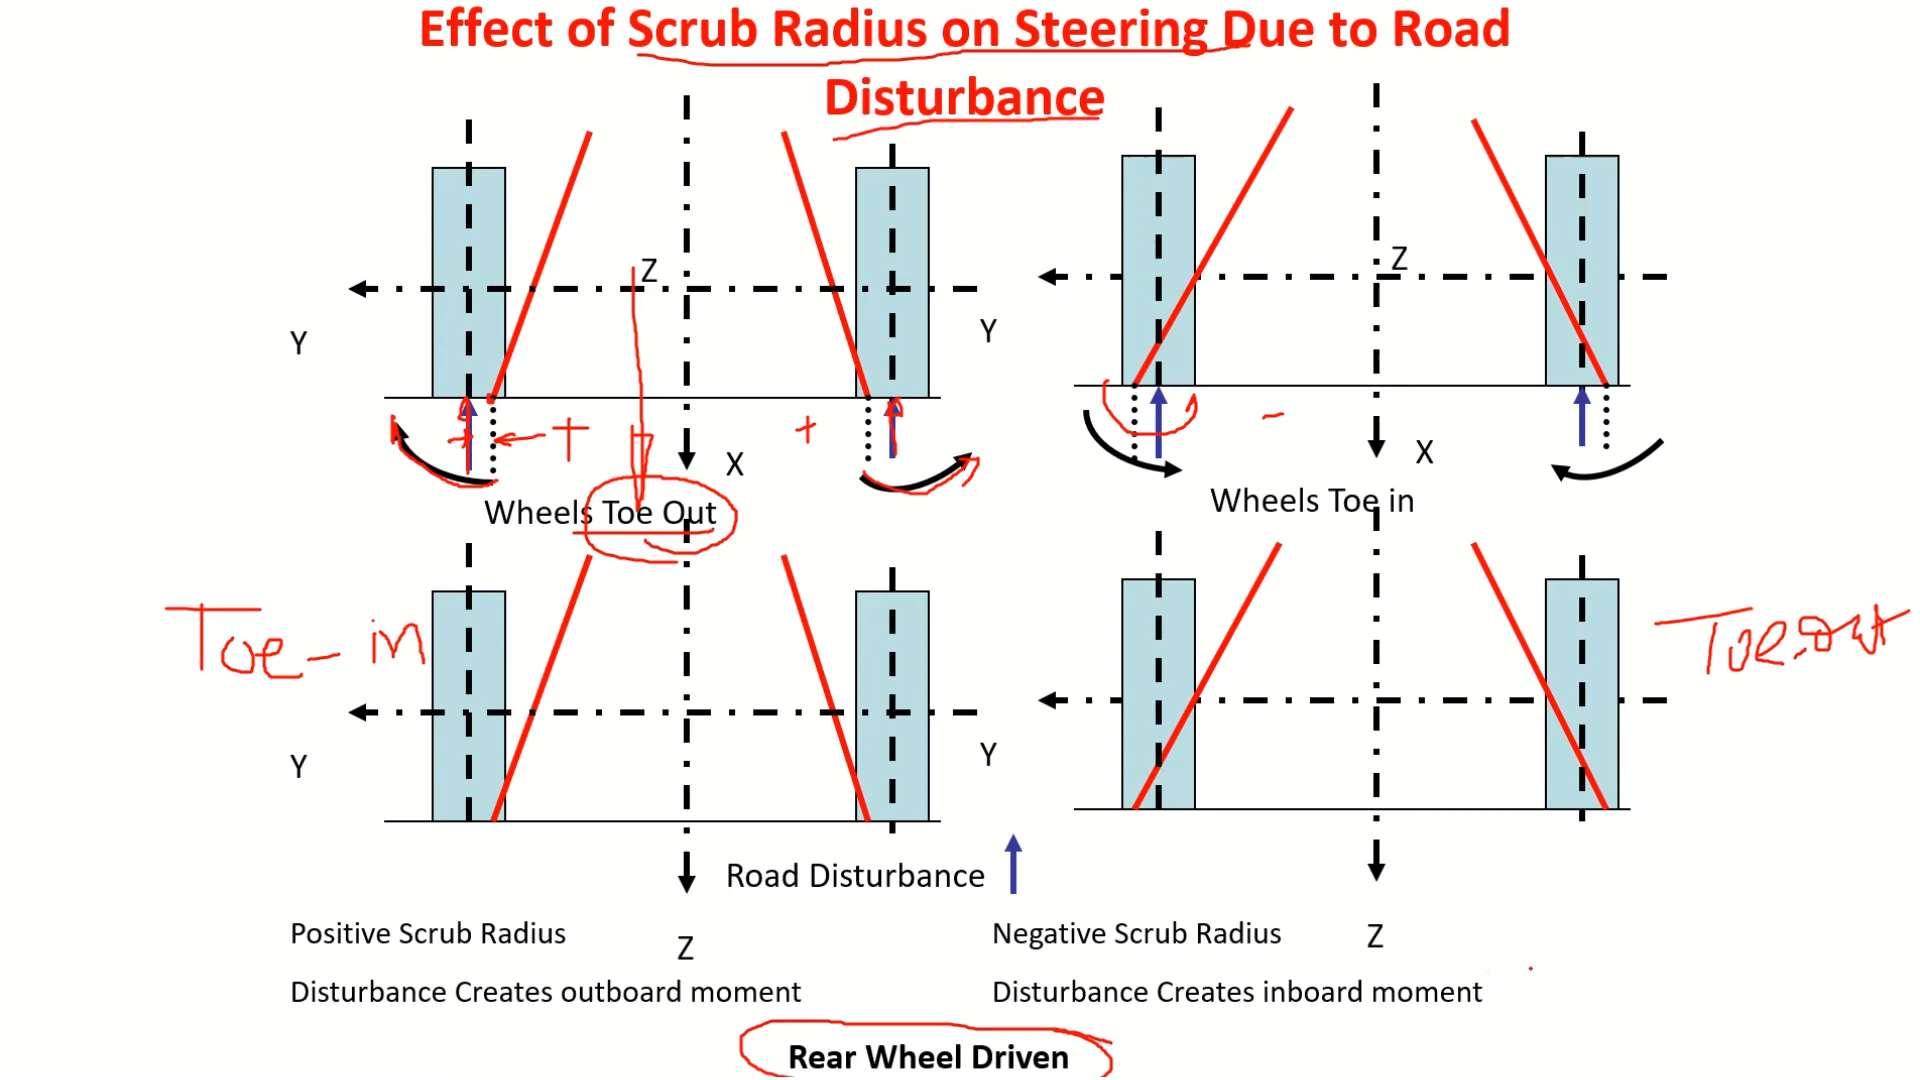 Effect of Scrub Radius on Steering Due to Road
Disturbance
Z
Z
Y
Y
+
+
-
X
X
Wheels Toe Out
Wheels Toe in
Toe - in
Toe-out
Y
Y
Road Disturbance
Positive Scrub Radius
Z
Negative Scrub Radius
Z
Disturbance Creates outboard moment
Disturbance Creates inboard moment
Rear Wheel Driven